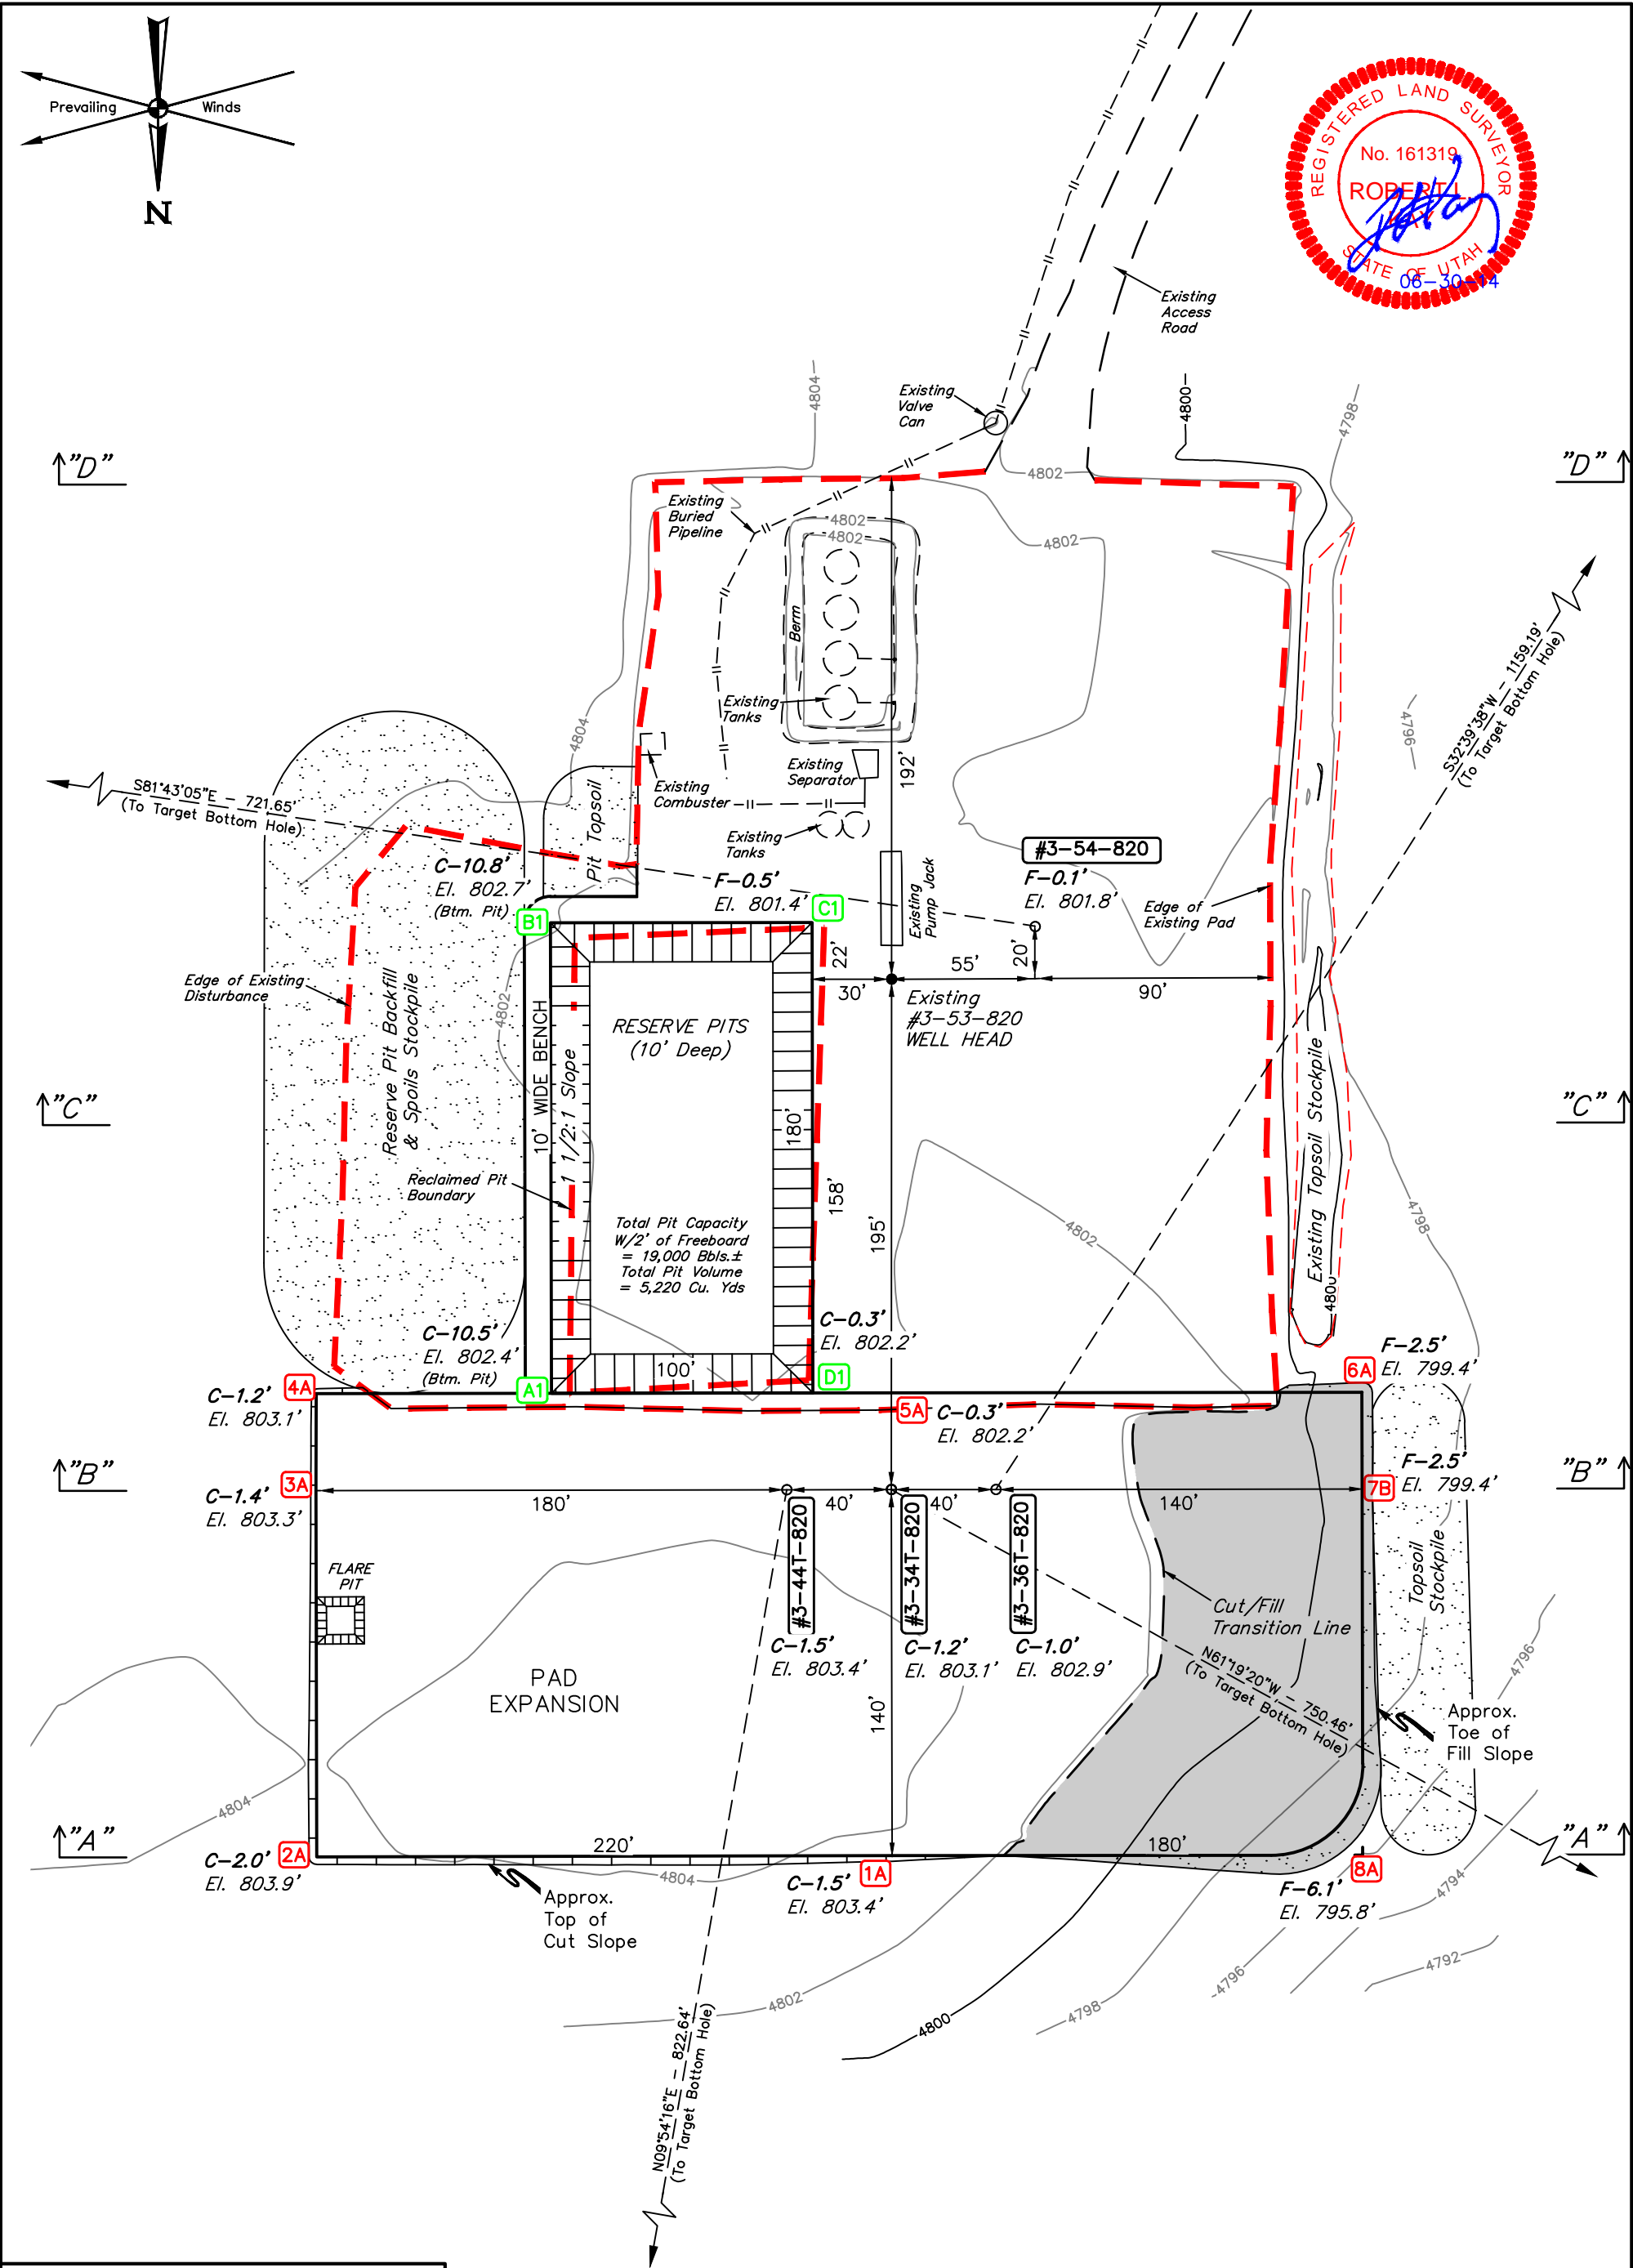 Prevailing Winds
N
REGISTERED LAND SURVEYOR
No. 161319
ROBERT L.
STATE OF UTAH
06-30-14
Existing
Access
Road
Existing
Valve
Can
4804
4800
4798
"D"
"D"
4802
Existing
Buried
Pipeline
4802
4802
4802
Berm
Existing
Tanks
4804
4796
S32°39'38"W - 1159.19'
(To Target Bottom Hole)
S81°43'05"E - 721.65'
(To Target Bottom Hole)
Existing
Separator
192'
Existing
Combuster
Existing
Tanks
Pit Topsoil
#3-54-820
F-0.1'
El. 801.8'
C-10.8'
El. 802.7'
(Btm. Pit)
F-0.5'
El. 801.4'
B1
C1
Existing
Pump Jack
Edge of
Existing Pad
22'
20'
55'
30'
90'
Edge of Existing
Disturbance
Reserve Pit Backfill
& Spoils Stockpile
4802
10' WIDE BENCH
1 1/2:1 Slope
RESERVE PITS
(10' Deep)
Existing
#3-53-820
WELL HEAD
"C"
"C"
180'
158'
195'
Reclaimed Pit
Boundary
Total Pit Capacity
W/2' of Freeboard
= 19,000 Bbls.±
Total Pit Volume
= 5,220 Cu. Yds
4802
Existing Topsoil Stockpile
4800
4798
C-10.5'
El. 802.4'
(Btm. Pit)
C-0.3'
El. 802.2'
100'
A1
D1
F-2.5'
El. 799.4'
6A
C-1.2'
El. 803.1'
4A
5A
C-0.3'
El. 802.2'
"B"
"B"
C-1.4'
El. 803.3'
3A
F-2.5'
El. 799.4'
7B
180'
40'
40'
140'
#3-44T-820
#3-34T-820
#3-36T-820
FLARE
PIT
C-1.5'
El. 803.4'
C-1.2'
El. 803.1'
C-1.0'
El. 802.9'
Cut/Fill
Transition Line
Topsoil
Stockpile
4796
N61°19'20"W - 750.46'
(To Target Bottom Hole)
PAD
EXPANSION
140'
Approx.
Toe of
Fill Slope
4804
"A"
"A"
C-2.0'
El. 803.9'
2A
220'
180'
4804
1A
C-1.5'
El. 803.4'
8A
F-6.1'
El. 795.8'
Approx.
Top of
Cut Slope
4794
4792
4796
4798
4800
4802
N09°54'16"E - 822.64'
(To Target Bottom Hole)